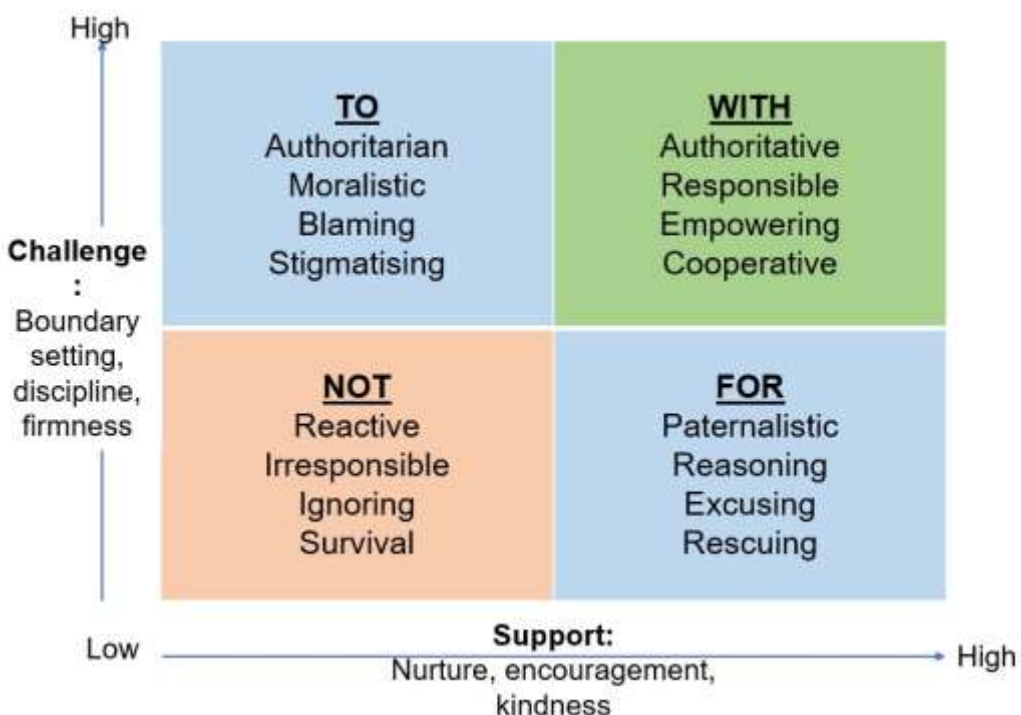 High
TO
Authoritarian
Moralistic
Blaming
Stigmatising
WITH
Authoritative
Responsible
Empowering
Cooperative
Challenge
:
Boundary
setting,
discipline,
firmness
NOT
Reactive
Irresponsible
Ignoring
Survival
FOR
Paternalistic
Reasoning
Excusing
Rescuing
Low
Support:
Nurture, encouragement,
kindness
High